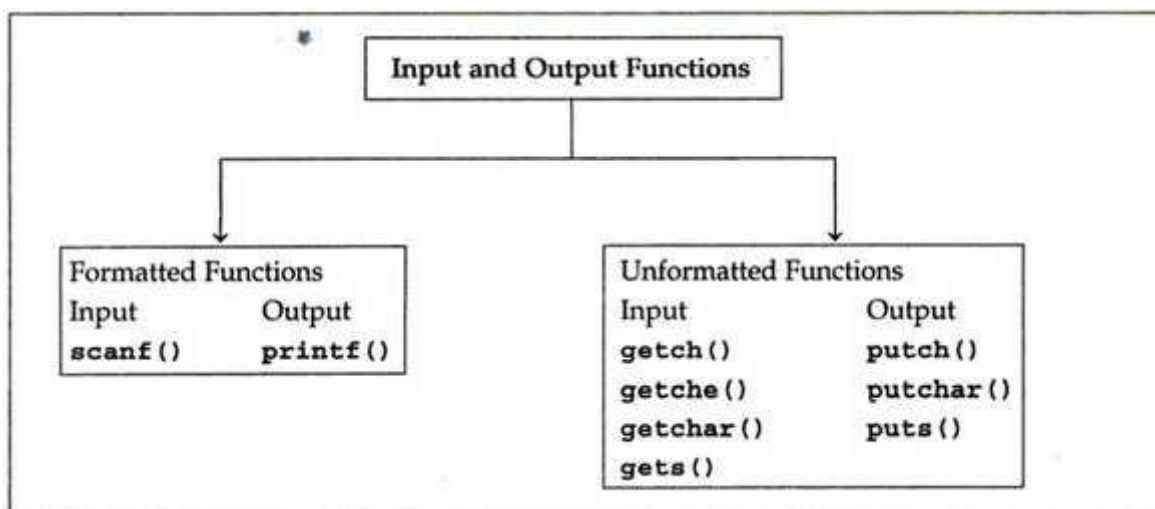 Input and Output Functions
Formatted Functions
Input Output
scanf() printf()
Unformatted Functions
Input Output
getch() putch()
getche() putchar()
getchar() puts()
gets()